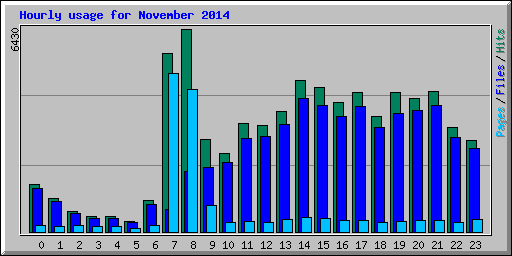 Hourly usage for November 2014
6430
Pages/Files/Hits
0 1 2 3 4 5 6 7 8 9 10 11 12 13 14 15 16 17 18 19 20 21 22 23